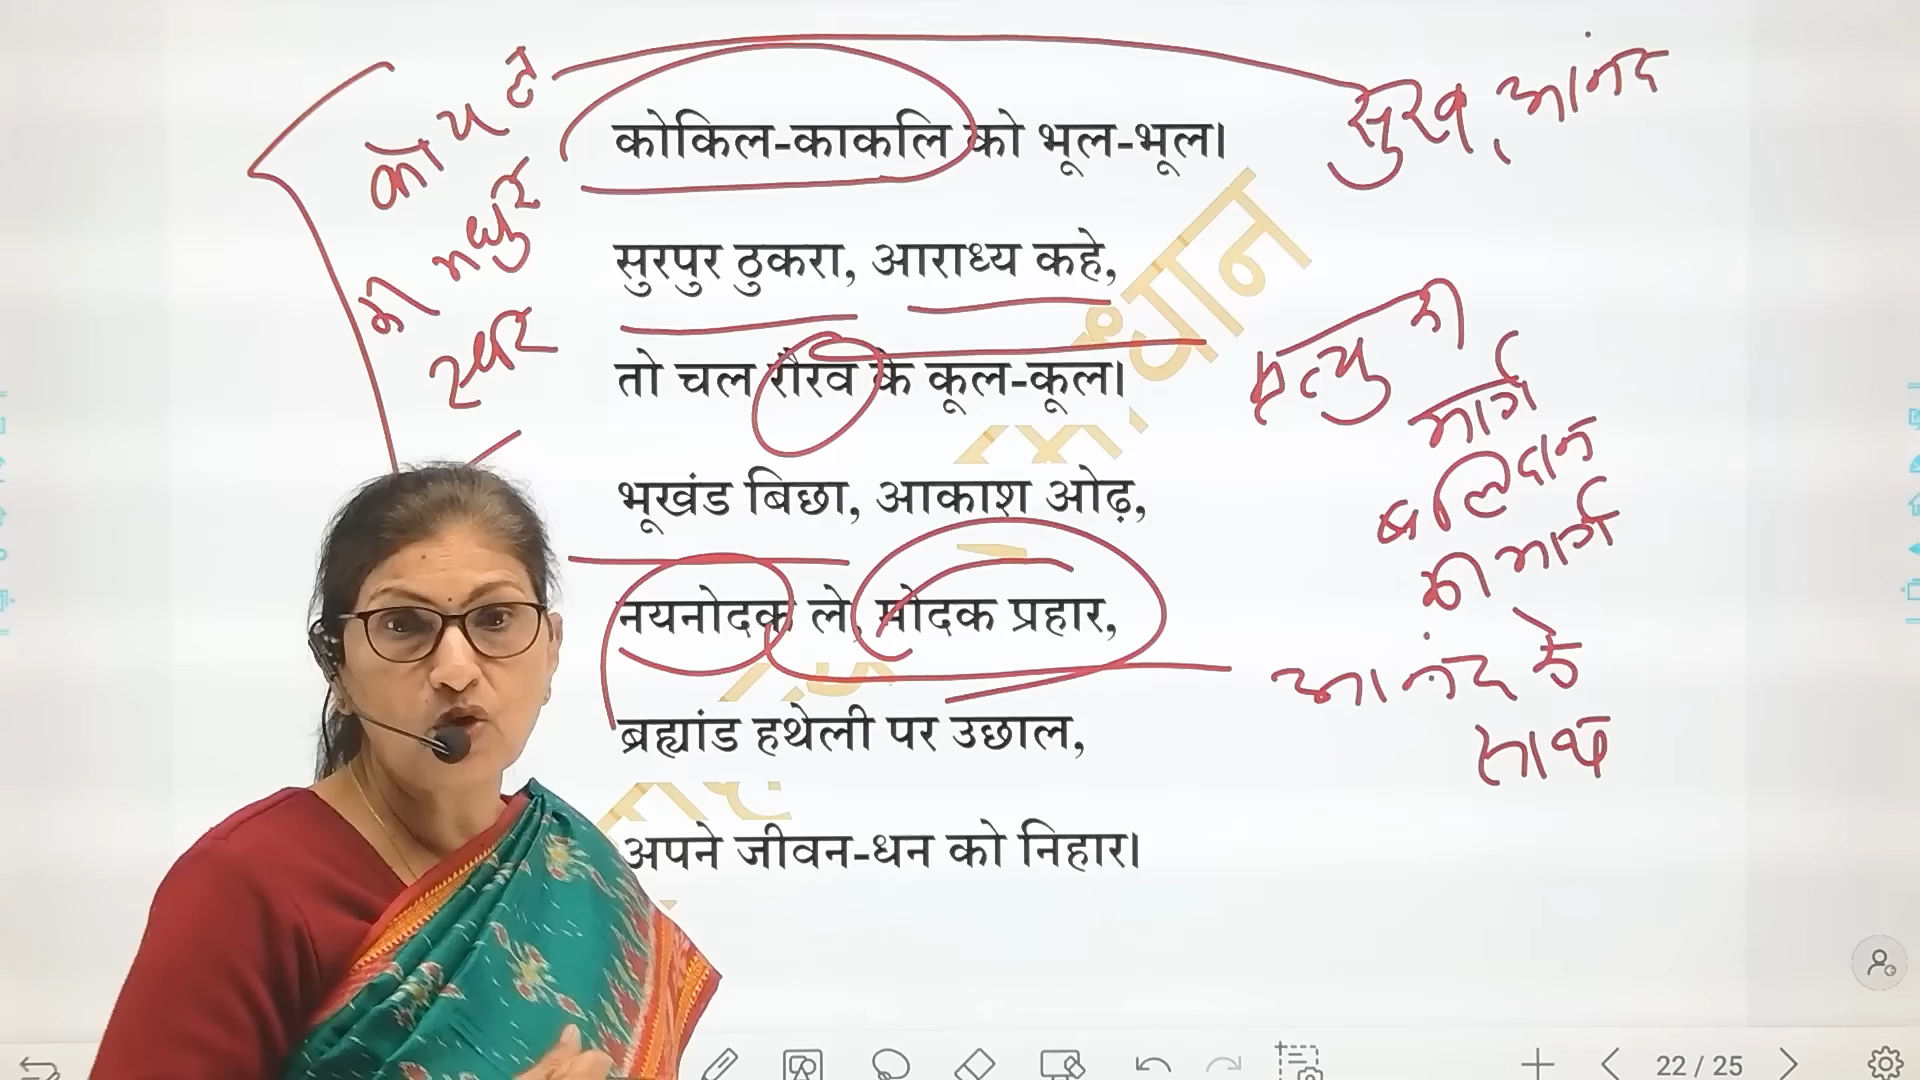 कोयल
का मधुर
स्वर
सुख, आनंद
कोकिल-काकलि को भूल-भूल।
सुरपुर ठुकरा, आराध्य कहे,
तो चल रौरव के कूल-कूल।
मृत्यु का
मार्ग
बलिदान
का मार्ग
भूखंड बिछा, आकाश ओढ़,
नयनोदक ले, मोदक प्रहार,
आनंद के
साथ
ब्रह्यांड हथेली पर उछाल,
अपने जीवन-धन को निहार।
22 / 25